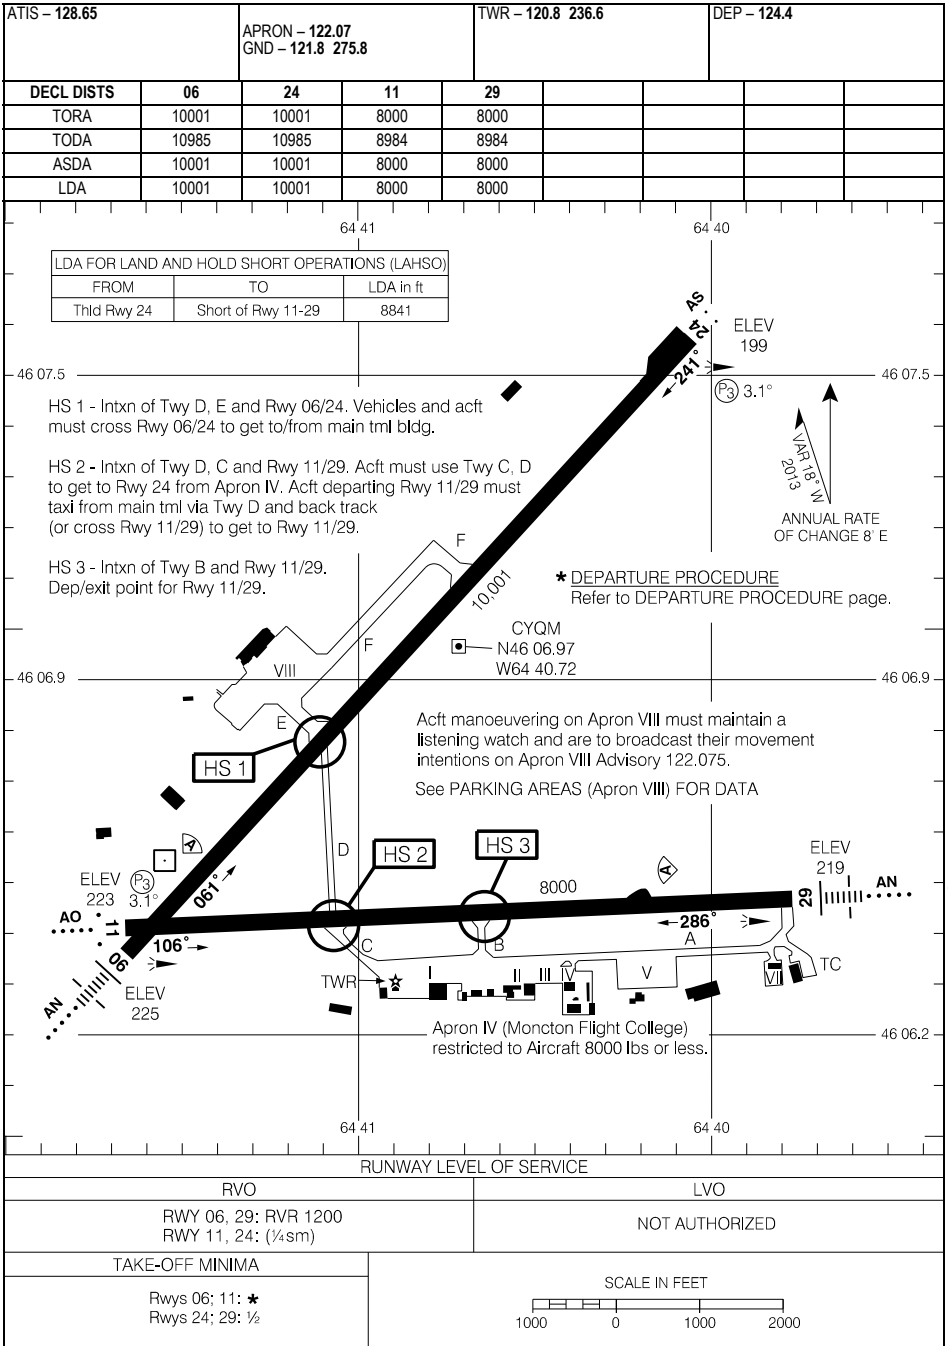 ATIS – 128.65
APRON – 122.07
GND – 121.8 275.8
TWR – 120.8 236.6
DEP – 124.4
DECL DISTS 06 24 11 29
TORA 10001 10001 8000 8000
TODA 10985 10985 8984 8984
ASDA 10001 10001 8000 8000
LDA 10001 10001 8000 8000
64 41 64 40
LDA FOR LAND AND HOLD SHORT OPERATIONS (LAHSO)
FROM TO LDA in ft
Thld Rwy 24 Short of Rwy 11-29 8841
AS
24
ELEV
199
241°
P3 3.1°
46 07.5 46 07.5
HS 1 - Intxn of Twy D, E and Rwy 06/24. Vehicles and acft
must cross Rwy 06/24 to get to/from main tml bldg.
HS 2 - Intxn of Twy D, C and Rwy 11/29. Acft must use Twy C, D
to get to Rwy 24 from Apron IV. Acft departing Rwy 11/29 must
taxi from main tml via Twy D and back track
(or cross Rwy 11/29) to get to Rwy 11/29.
HS 3 - Intxn of Twy B and Rwy 11/29.
Dep/exit point for Rwy 11/29.
VAR 18° W
2013
ANNUAL RATE
OF CHANGE 8' E
F
10,001
* DEPARTURE PROCEDURE
Refer to DEPARTURE PROCEDURE page.
CYQM
N46 06.97
W64 40.72
F
VIII
46 06.9 46 06.9
E
HS 1
Acft manoeuvering on Apron VIII must maintain a
listening watch and are to broadcast their movement
intentions on Apron VIII Advisory 122.075.
See PARKING AREAS (Apron VIII) FOR DATA
D
HS 2
HS 3
A
A
ELEV
223
P3
3.1°
061°
8000
ELEV
219
AN
29
AO
11
106°
286°
06
C
B
A
TC
AN
ELEV
225
TWR
I
II
III
IV
V
VII
Apron IV (Moncton Flight College)
restricted to Aircraft 8000 lbs or less.
46 06.2
64 41 64 40
RUNWAY LEVEL OF SERVICE
RVO
LVO
RWY 06, 29: RVR 1200
RWY 11, 24: (¼sm)
NOT AUTHORIZED
TAKE-OFF MINIMA
Rwys 06; 11: *
Rwys 24; 29: ½
SCALE IN FEET
1000 0 1000 2000